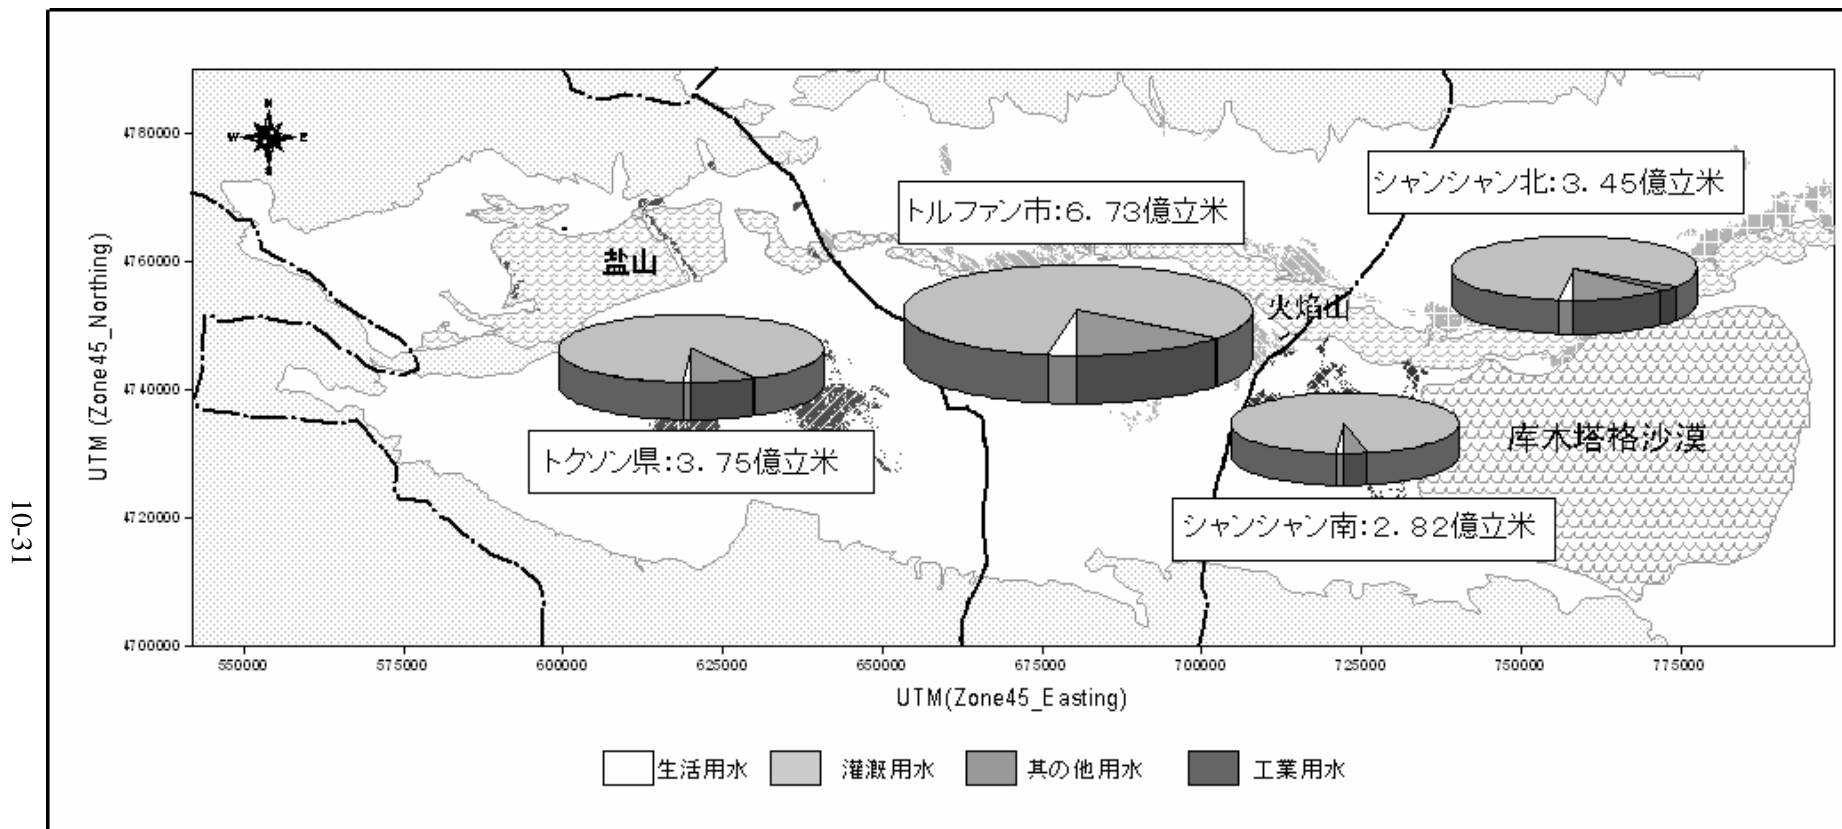 10-31
N
W E
S
UTM (Zone45_Northing)
4780000
4760000
4740000
4720000
4700000
シャンシャン北:3.45億立米
トルファン市:6.73億立米
盐山
火焰山
トクソン県:3.75億立米
库木塔格沙漠
シャンシャン南:2.82億立米
550000 575000 600000 625000 650000 675000 700000 725000 750000 775000
UTM(Zone45_Easting)
生活用水 灌漑用水 其の他用水 工業用水